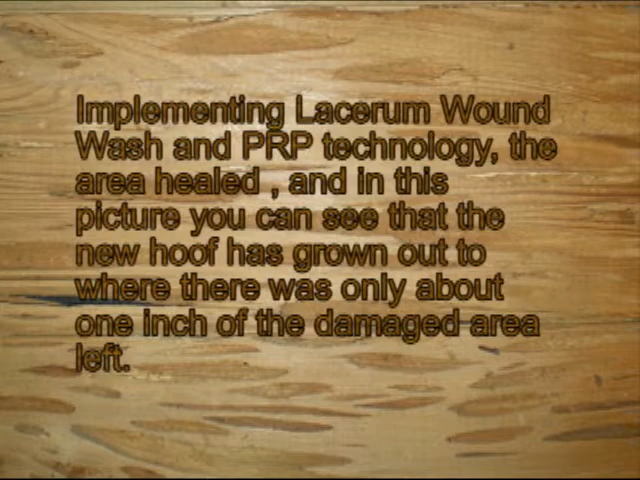 Implementing Lacerum Wound
Wash and PRP technology, the
area healed , and in this
picture you can see that the
new hoof has grown out to
where there was only about
one inch of the damaged area
left.